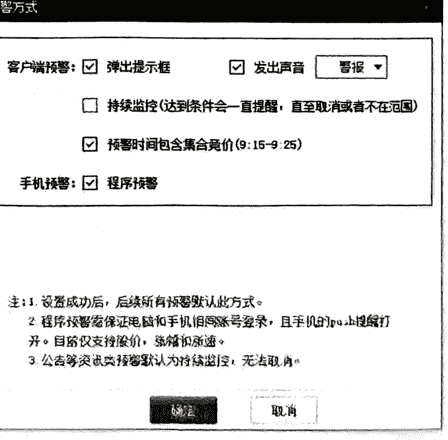 警方式
客户端预警： 弹出提示框 发出声音 警报
持续监控(达到条件会一直提醒，直至取消或者不在范围)
预警时间包含集合竞价(9:15-9:25)
手机预警： 程序预警
注：1. 设置成功后，后续所有预警默认此方式。
2. 程序预警需保证电脑和手机相同账号登录，且手机的push提醒打
开。目前仅支持股价，涨幅和涨速。
3. 公告等资讯类预警默认为持续监控，无法取消。
确定 取消